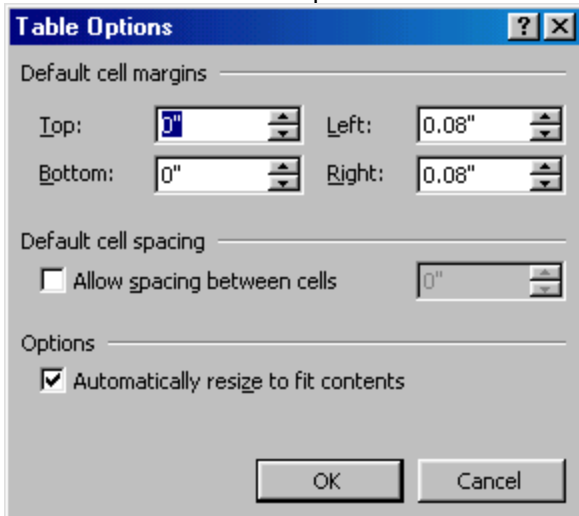 Table Options
Default cell margins
Top: 0" Left: 0.08"
Bottom: 0" Right: 0.08"
Default cell spacing
Allow spacing between cells 0"
Options
Automatically resize to fit contents
OK Cancel